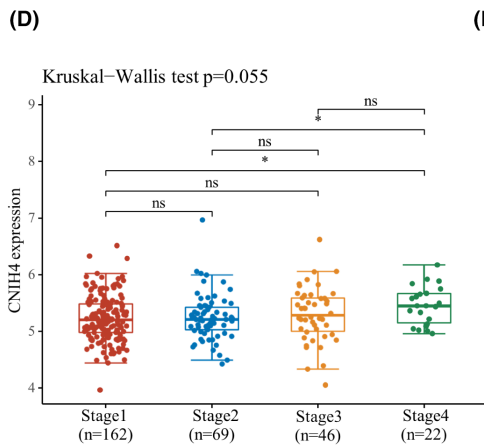 (D)
Kruskal−Wallis test p=0.055
9
8
7
6
5
4
CNIH4 expression
ns
*
ns
*
ns
ns
Stage1 Stage2 Stage3 Stage4
(n=162) (n=69) (n=46) (n=22)